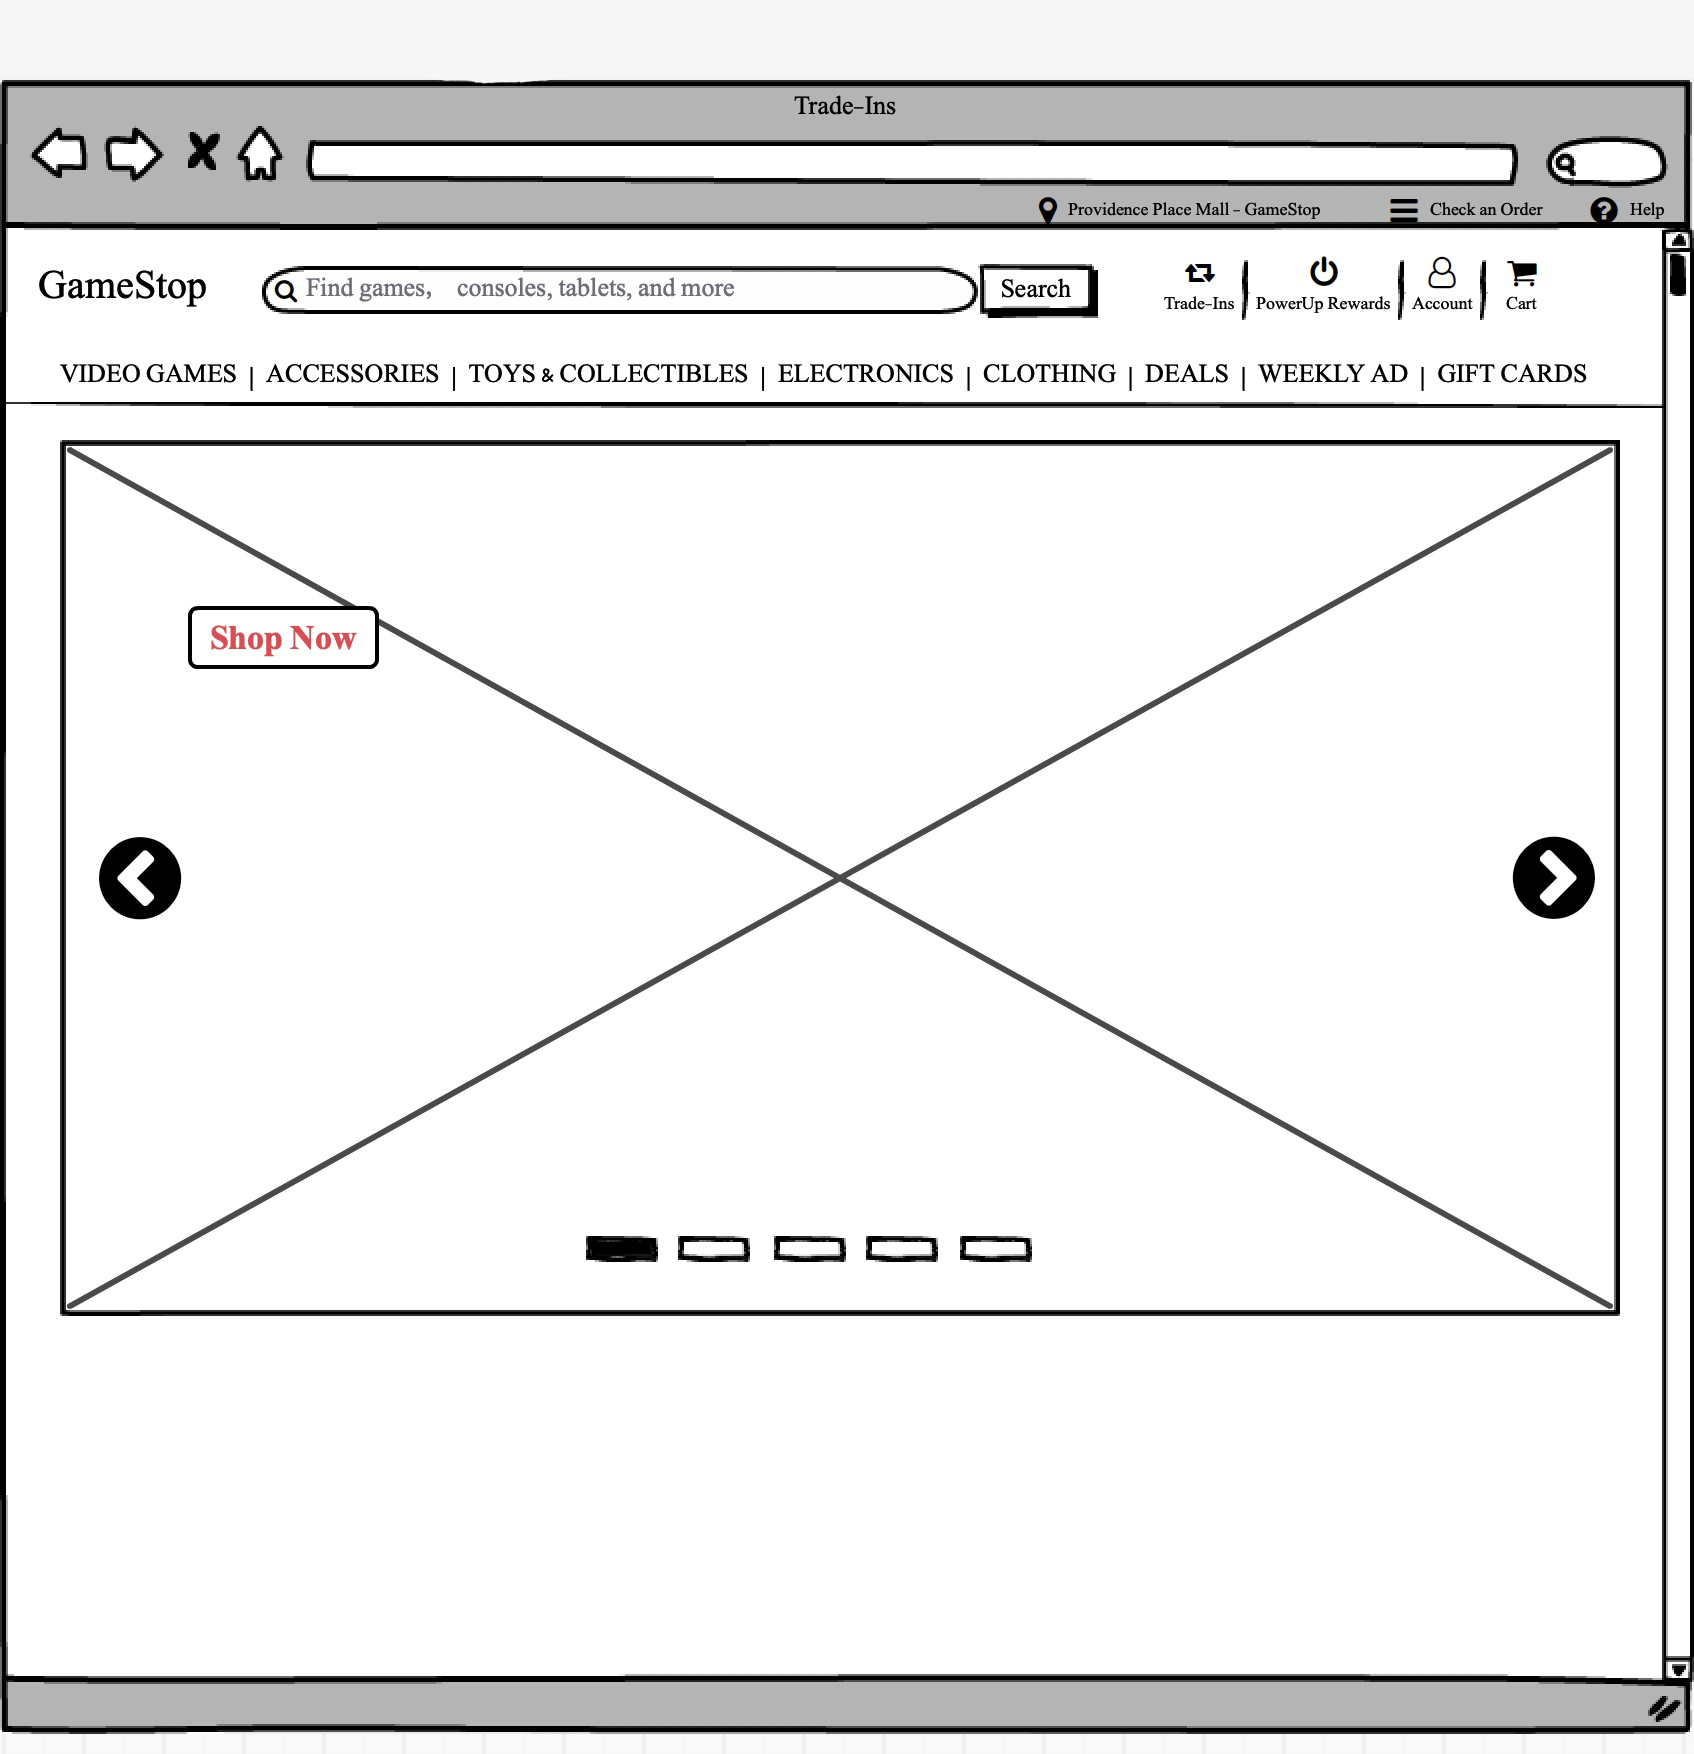 Trade-Ins
Providence Place Mall - GameStop Check an Order Help
GameStop Find games, consoles, tablets, and more Search
Trade-Ins PowerUp Rewards Account Cart
VIDEO GAMES | ACCESSORIES | TOYS & COLLECTIBLES | ELECTRONICS | CLOTHING | DEALS | WEEKLY AD | GIFT CARDS
Shop Now